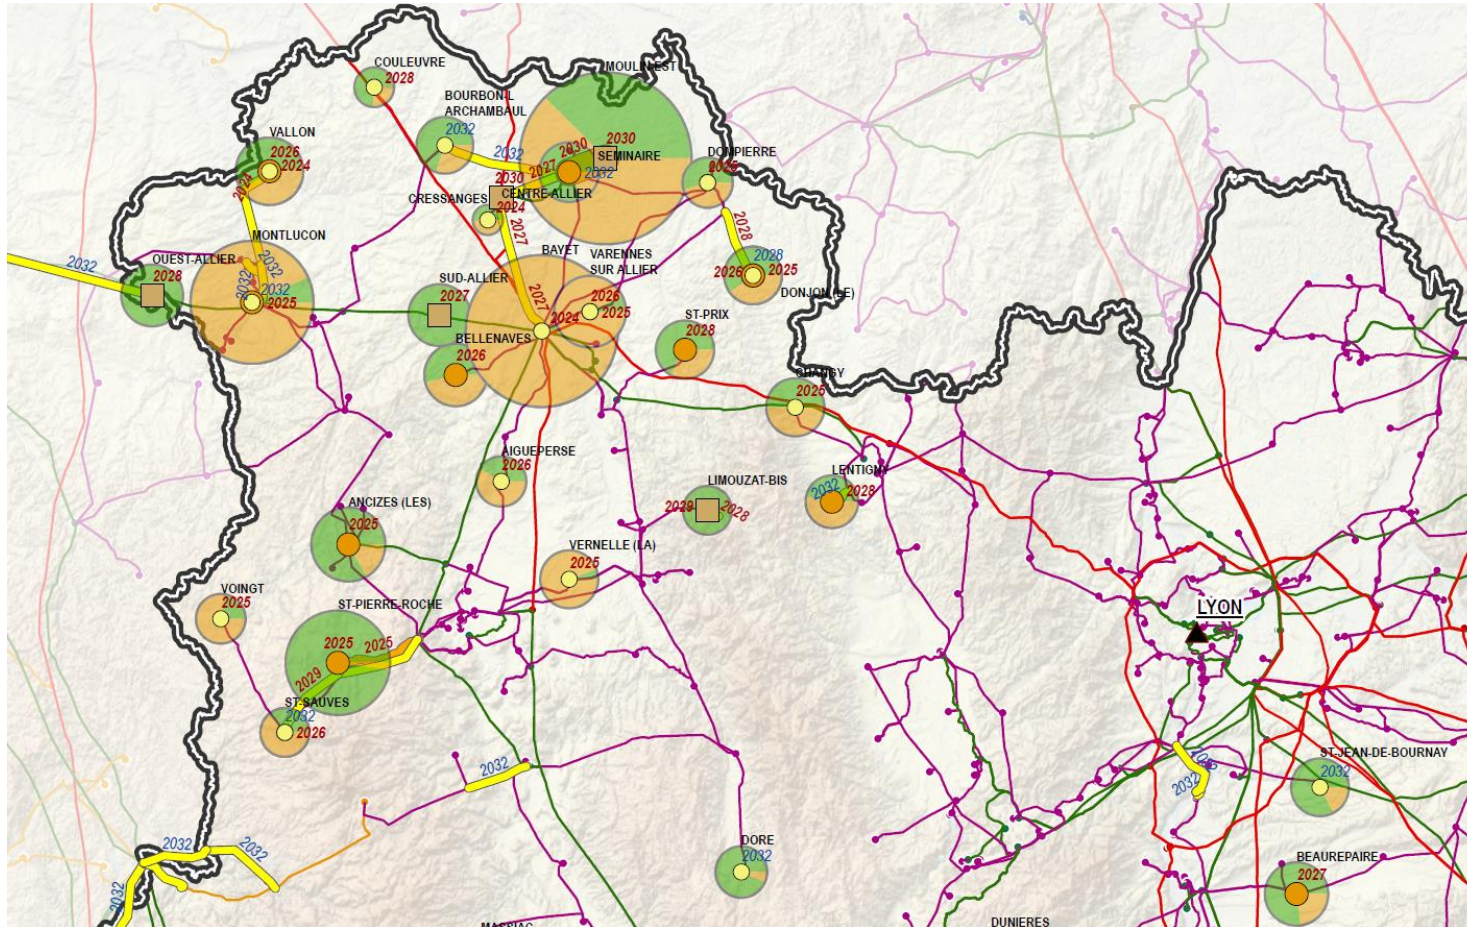 COULEUVRE
2028
MOULIN-EST
BOURBON-L
ARCHAMBAUL
2032
2032
VALLON
2026
2024
2024
2030
2030
SEMINAIRE
2032
2027
DOMPIERRE
2030
CRESSANGES
CENTRE-ALLIER
2024
2027
2028
MONTLUCON
2032
2032
2032
2025
OUEST-ALLIER
2028
2032
BAYET
VARENNES
SUR ALLIER
SUD-ALLIER
2027
2024
2026
2025
2028
2026
2025
DONJON (LE)
BELLENAVES
2026
ST-PRIX
2028
CHANGY
2025
AIGUEPERSE
2026
LIMOUZAT-BIS
2029
2028
LENTIGNY
2032
2028
ANCIZES (LES)
2025
VERNELLE (LA)
2025
VOINGT
2025
ST-PIERRE-ROCHE
2025
2025
2029
ST-SAUVES
2032
2026
LYON
2032
2032
ST-JEAN-DE-BOURNAY
2032
DORE
2032
BEAUREPAIRE
2027
2032
2032
2032
MASSIAC
DUNIERES